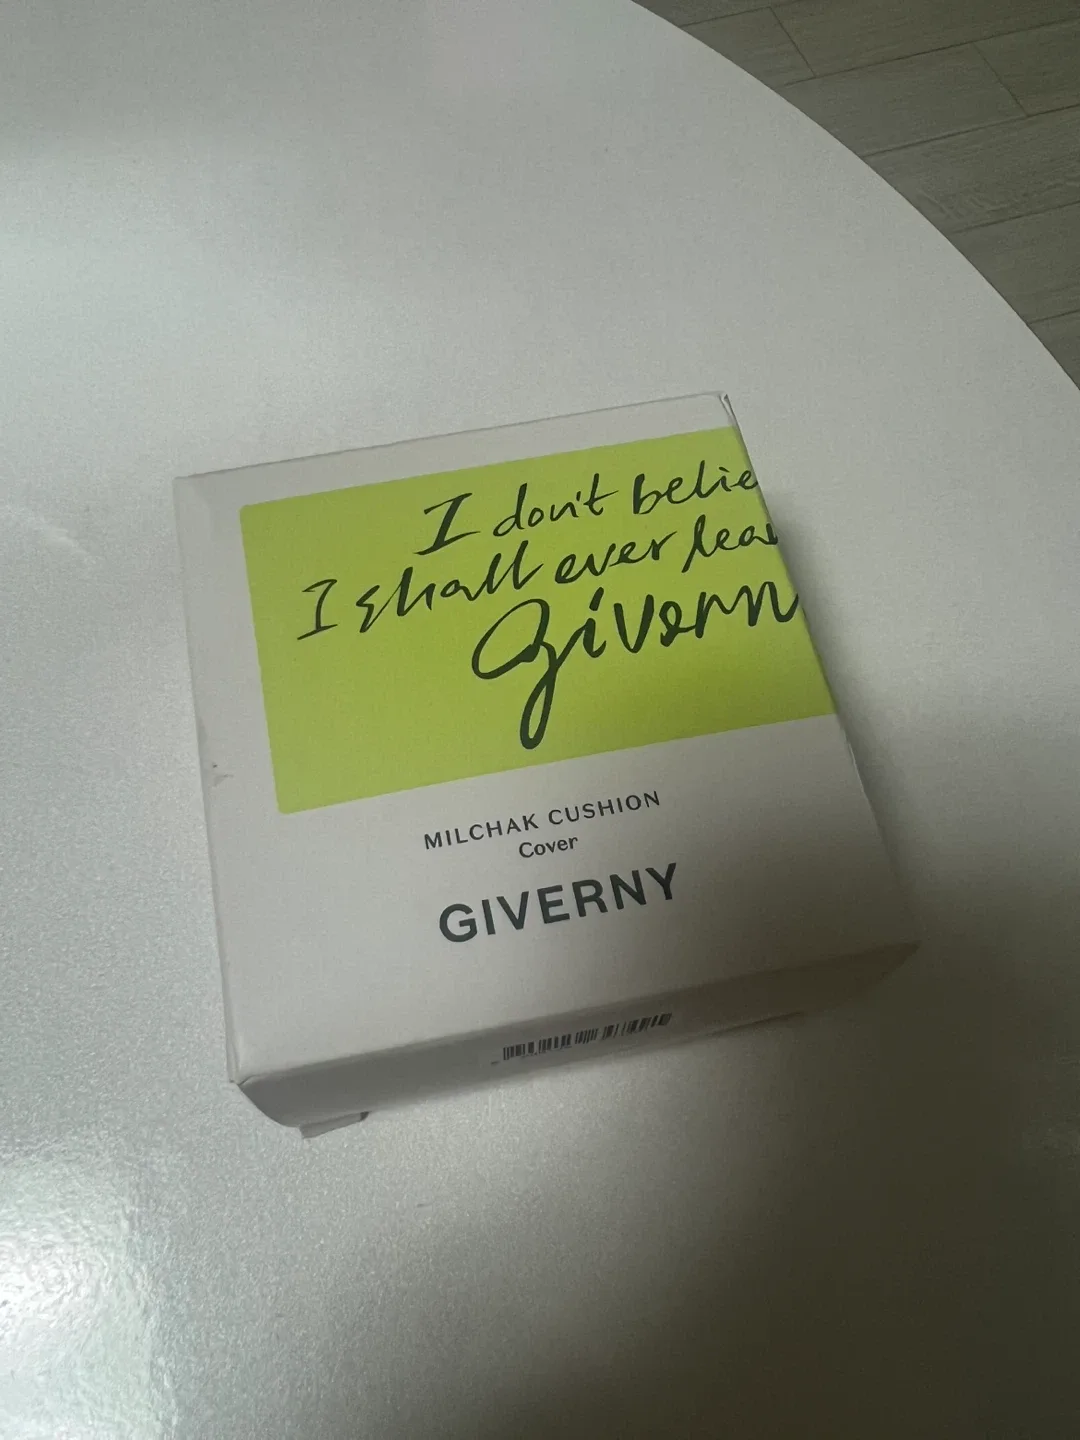 I don't belie
I shall ever lea
Givern
MILCHAK CUSHION
Cover
GIVERNY